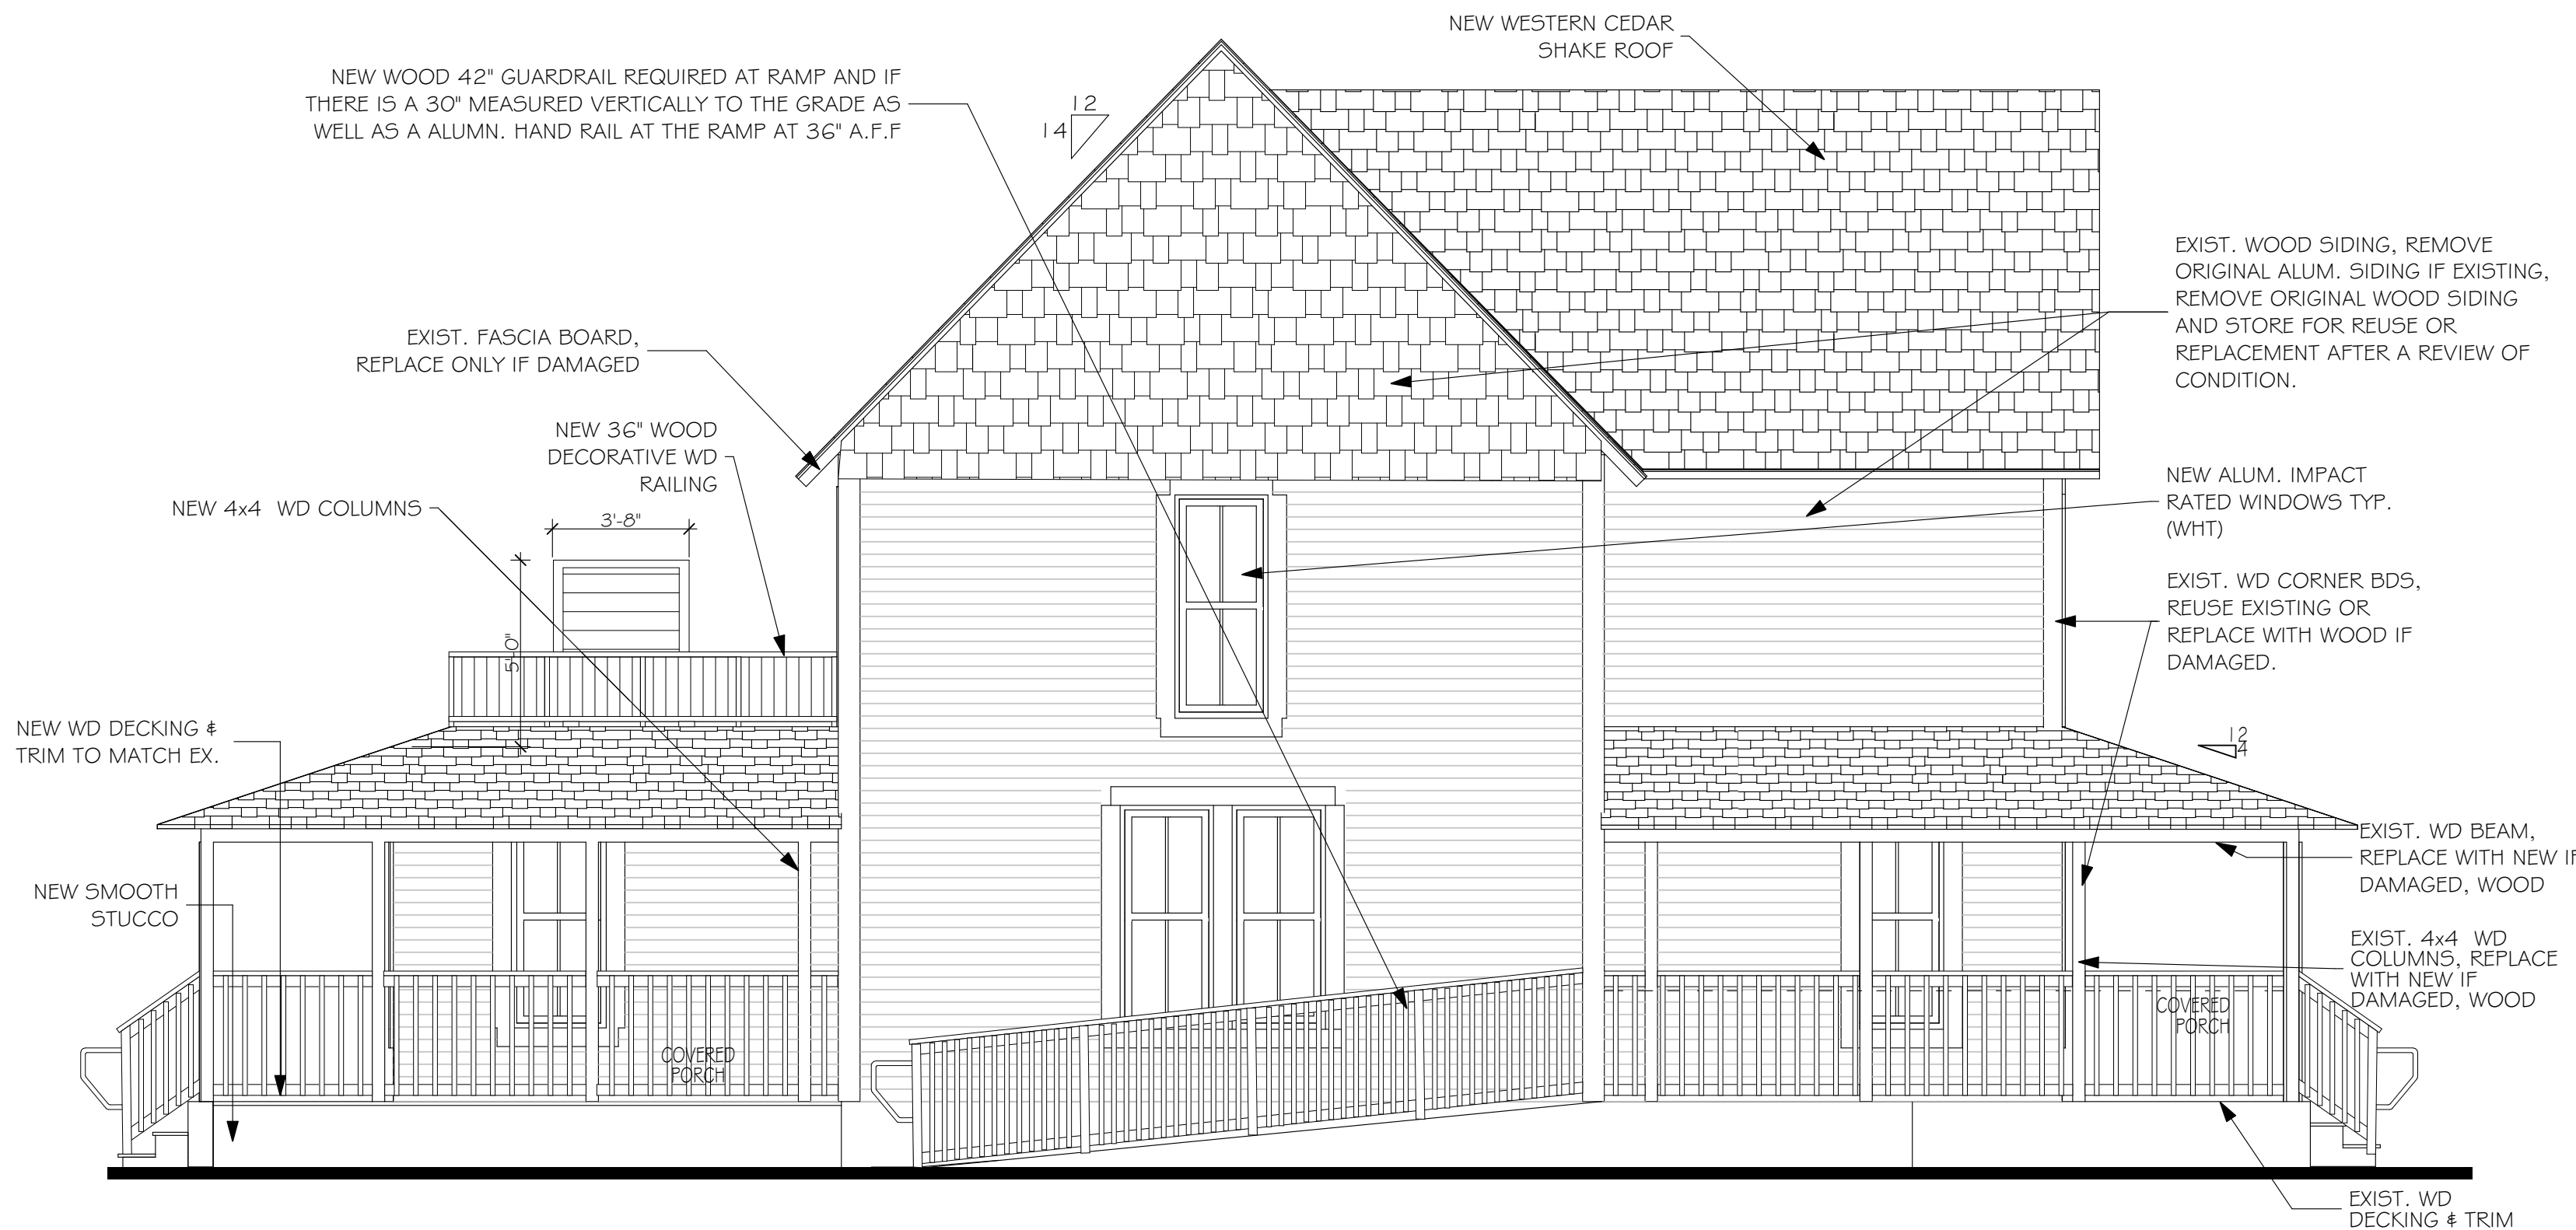 NEW WESTERN CEDAR
SHAKE ROOF
NEW WOOD 42" GUARDRAIL REQUIRED AT RAMP AND IF
THERE IS A 30" MEASURED VERTICALLY TO THE GRADE AS
WELL AS A ALUMN. HAND RAIL AT THE RAMP AT 36" A.F.F
12
14
EXIST. WOOD SIDING, REMOVE
ORIGINAL ALUM. SIDING IF EXISTING,
REMOVE ORIGINAL WOOD SIDING
AND STORE FOR REUSE OR
REPLACEMENT AFTER A REVIEW OF
CONDITION.
EXIST. FASCIA BOARD,
REPLACE ONLY IF DAMAGED
NEW 36" WOOD
DECORATIVE WD
RAILING
NEW ALUM. IMPACT
RATED WINDOWS TYP.
(WHT)
NEW 4x4 WD COLUMNS
3'-8"
5'-0"
EXIST. WD CORNER BDS,
REUSE EXISTING OR
REPLACE WITH WOOD IF
DAMAGED.
NEW WD DECKING &
TRIM TO MATCH EX.
12
4
EXIST. WD BEAM,
REPLACE WITH NEW IF
DAMAGED, WOOD
NEW SMOOTH
STUCCO
EXIST. 4x4 WD
COLUMNS, REPLACE
WITH NEW IF
DAMAGED, WOOD
COVERED
PORCH
COVERED
PORCH
EXIST. WD
DECKING & TRIM